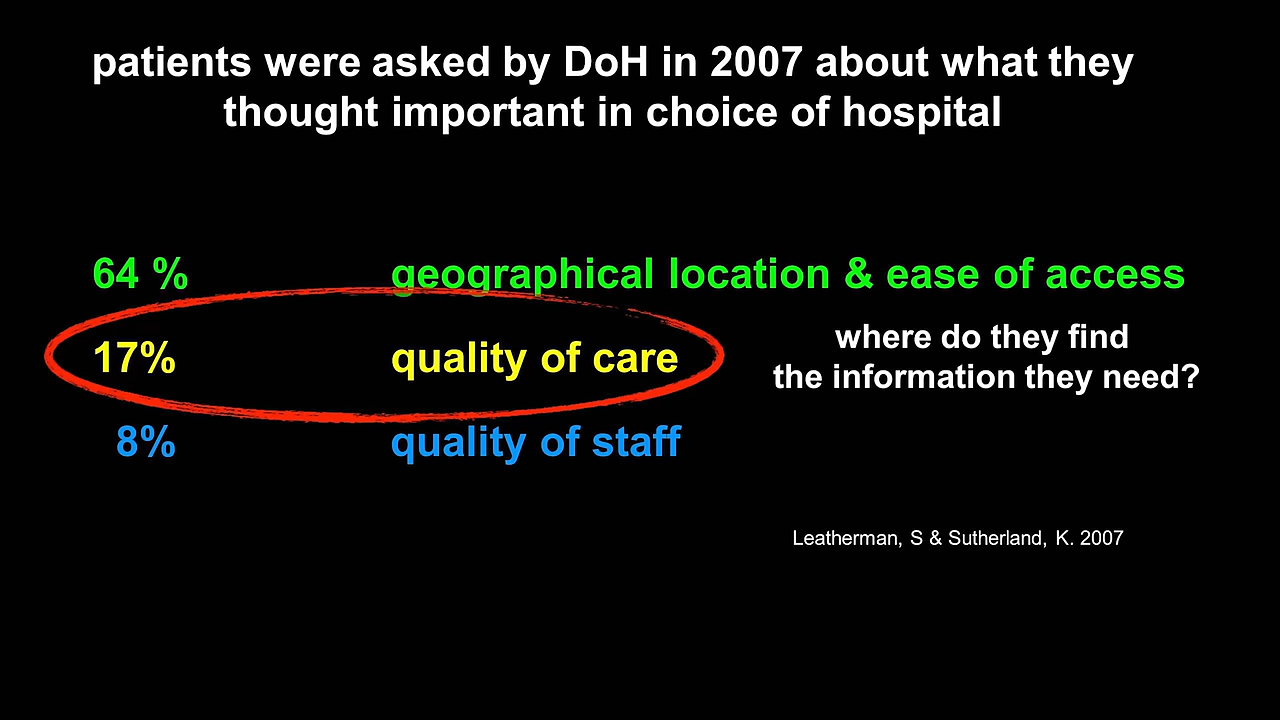 patients were asked by DoH in 2007 about what they
thought important in choice of hospital
64 % geographical location & ease of access
17% quality of care
where do they find
the information they need?
8% quality of staff
Leatherman, S & Sutherland, K. 2007